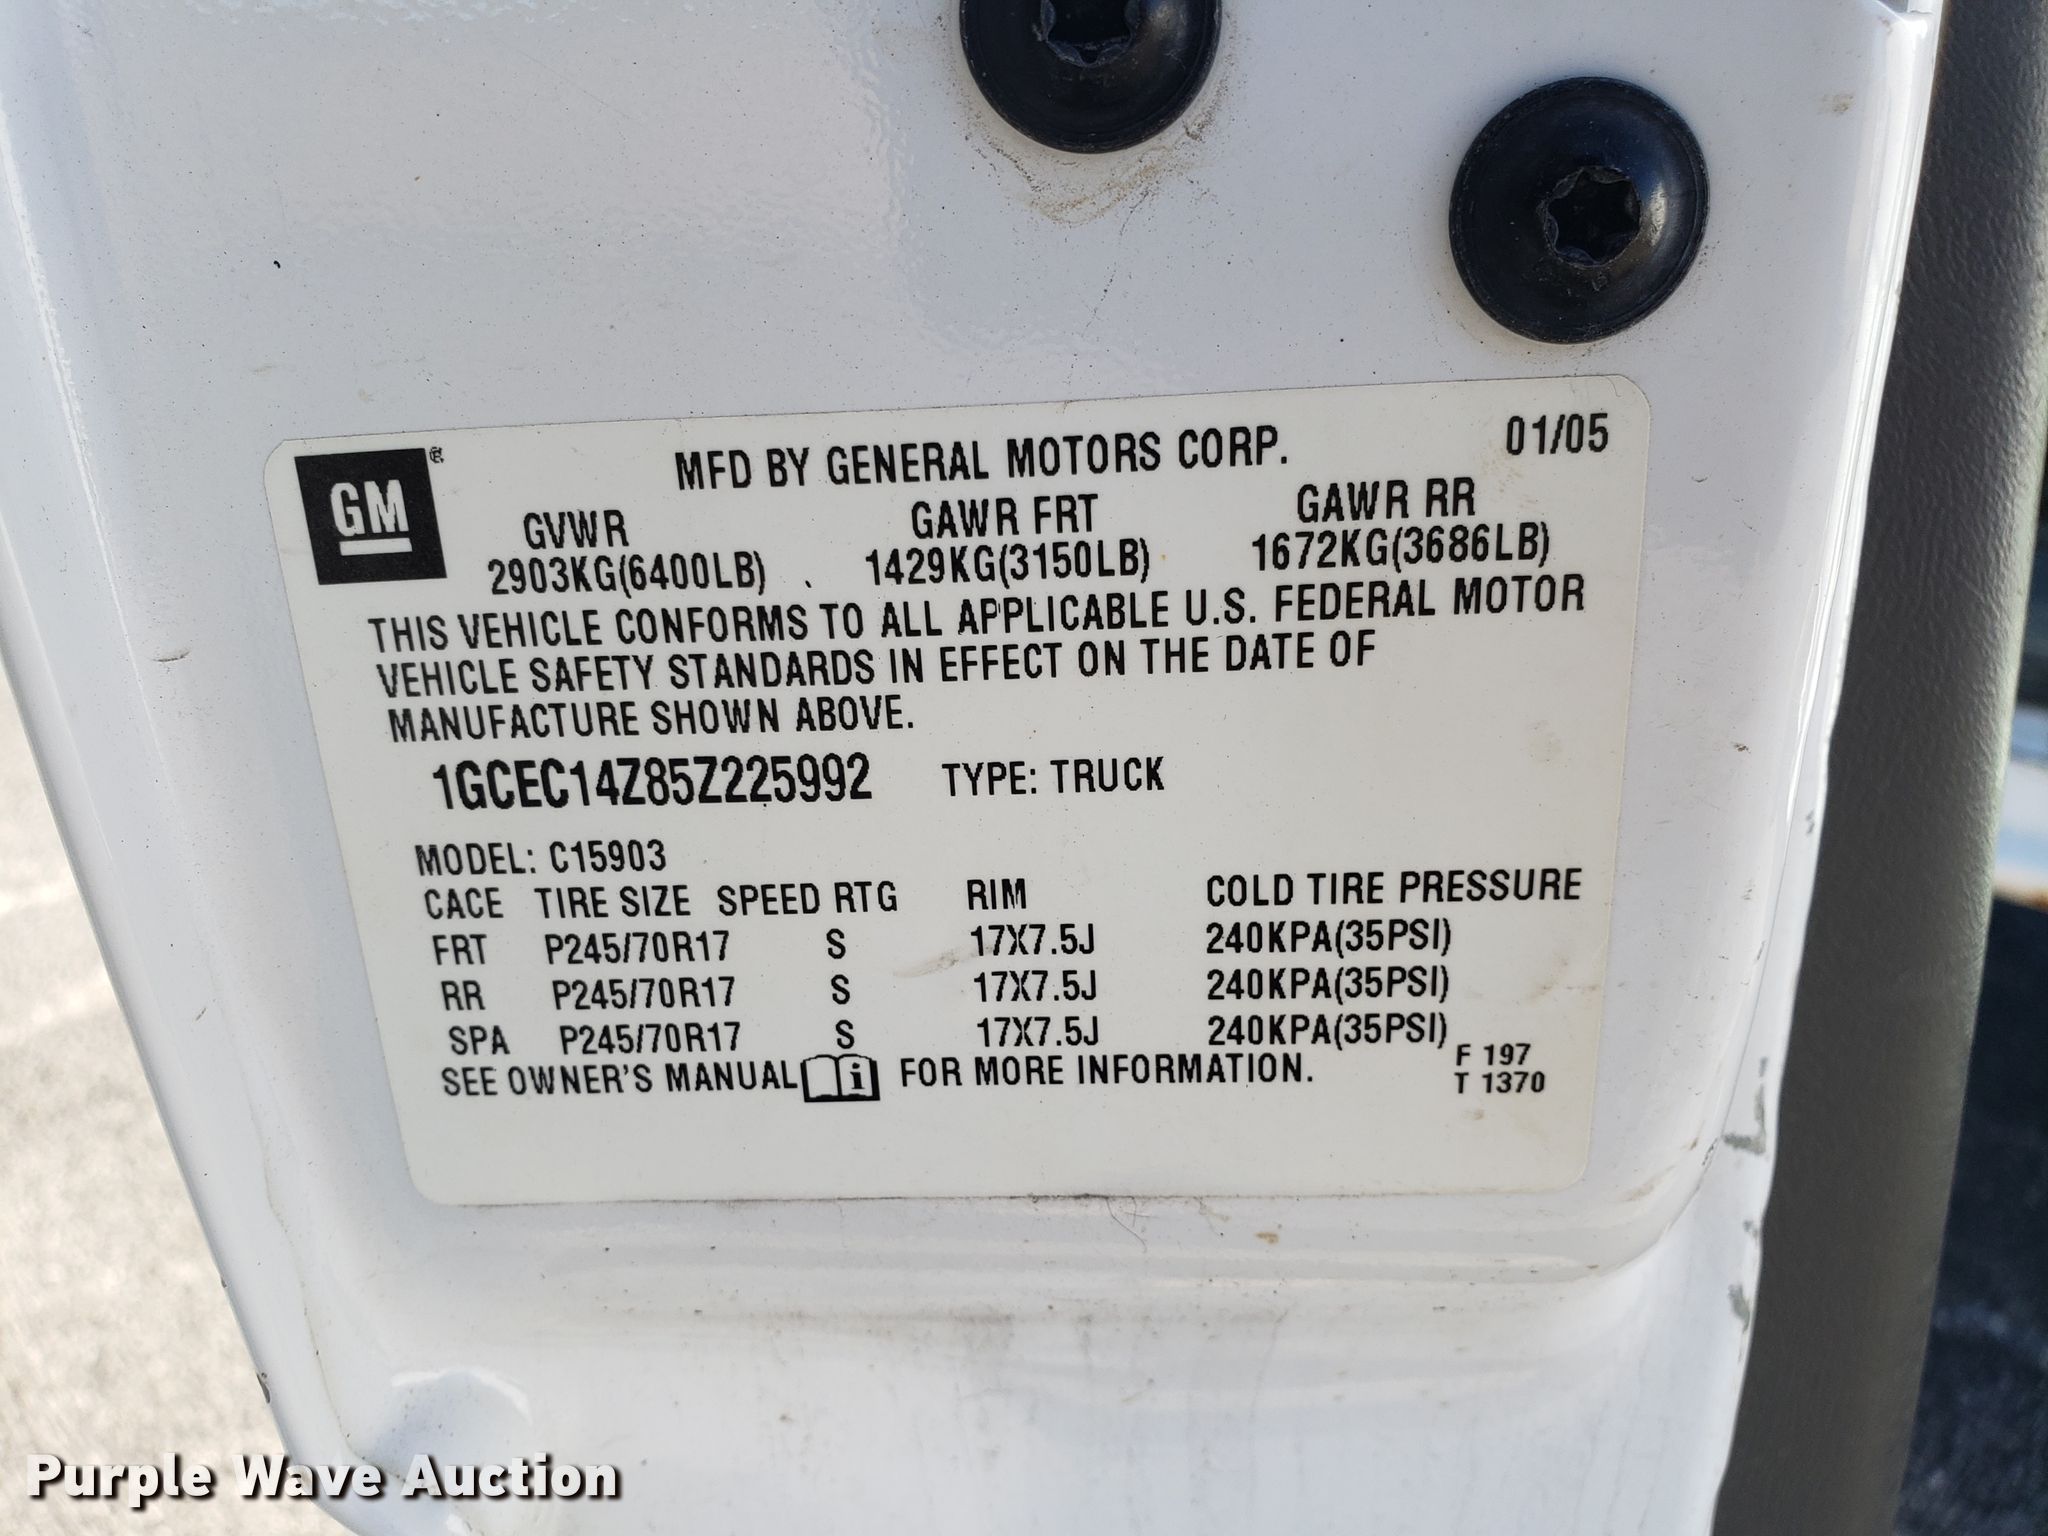 GM®
MFD BY GENERAL MOTORS CORP. 01/05
GVWR GAWR FRT GAWR RR
2903KG(6400LB) 1429KG(3150LB) 1672KG(3686LB)
THIS VEHICLE CONFORMS TO ALL APPLICABLE U.S. FEDERAL MOTOR
VEHICLE SAFETY STANDARDS IN EFFECT ON THE DATE OF
MANUFACTURE SHOWN ABOVE.
1GCEC14Z85Z225992 TYPE: TRUCK
MODEL: C15903
CACE TIRE SIZE SPEED RTG RIM COLD TIRE PRESSURE
FRT P245/70R17 S 17X7.5J 240KPA(35PSI)
RR P245/70R17 S 17X7.5J 240KPA(35PSI)
SPA P245/70R17 S 17X7.5J 240KPA(35PSI)
SEE OWNER'S MANUAL i FOR MORE INFORMATION.
F 197
T 1370
Purple Wave Auction